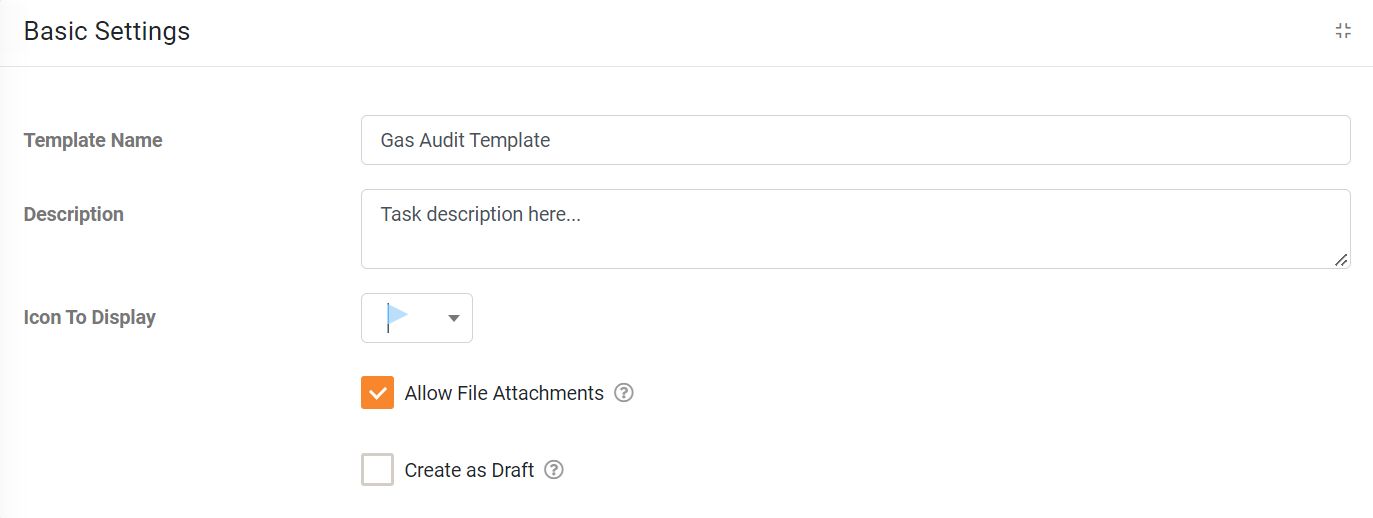 Basic Settings
Template Name
Gas Audit Template
Description
Task description here...
Icon To Display
Allow File Attachments ?
Create as Draft ?